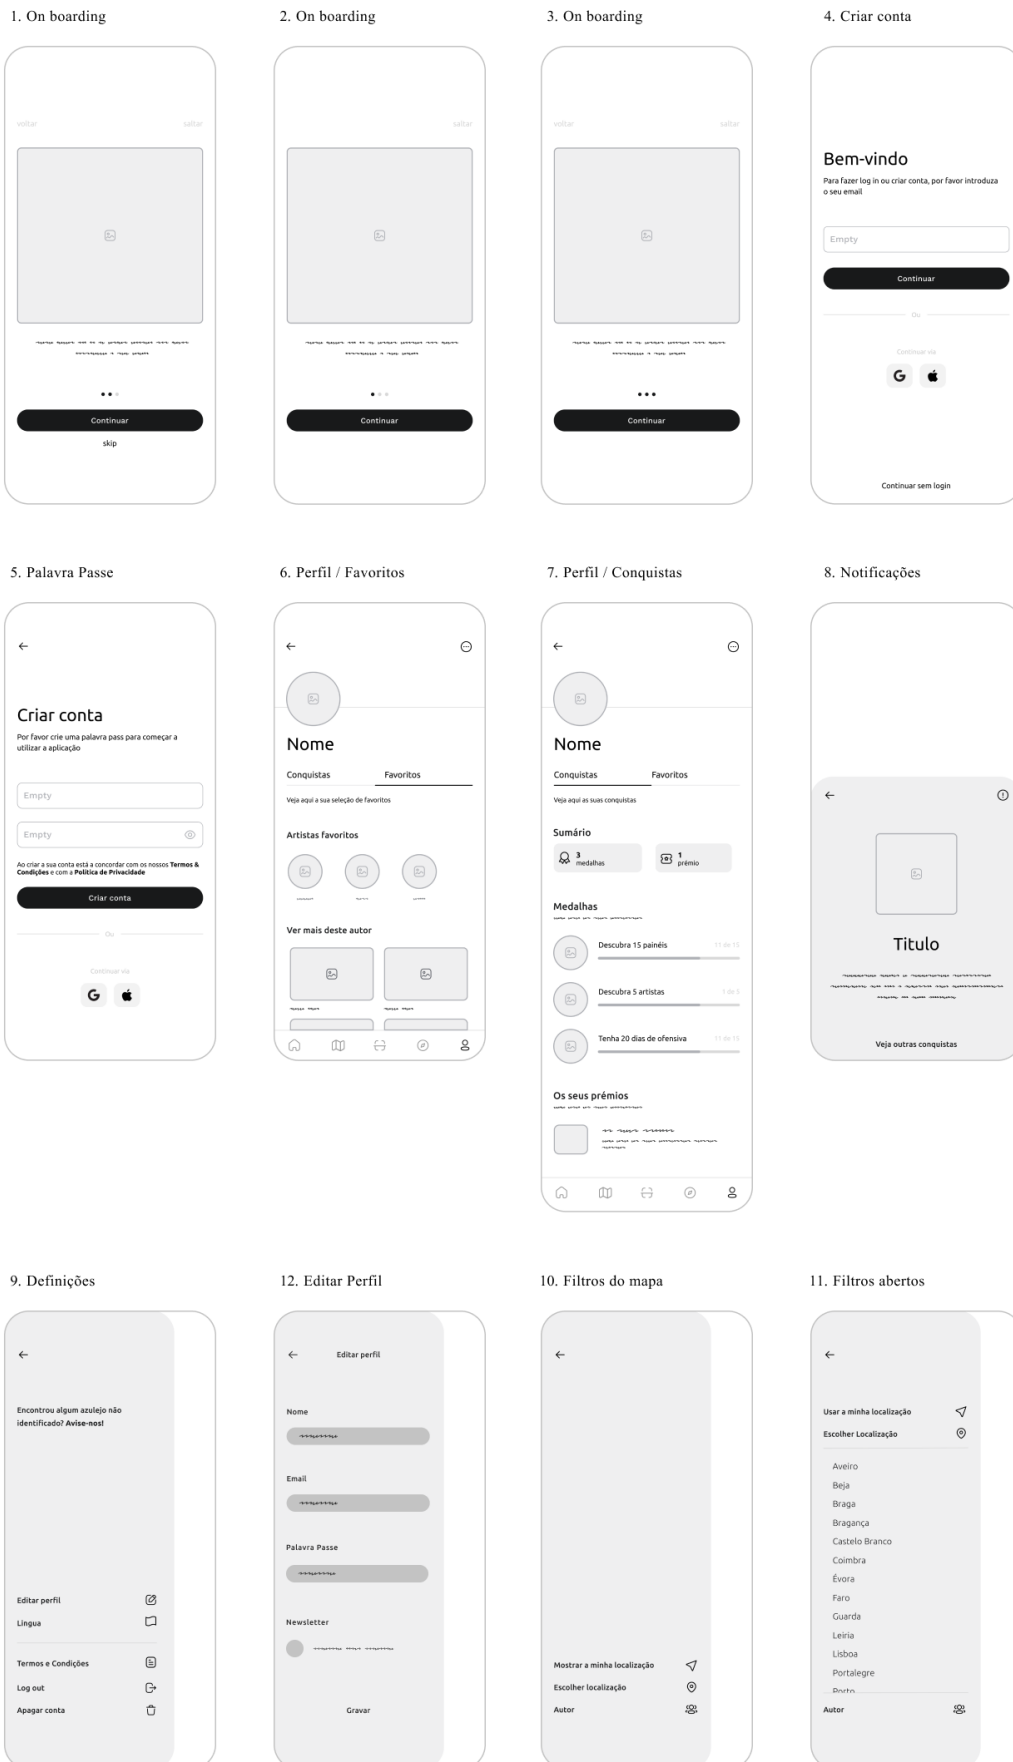 1. On boarding
2. On boarding
3. On boarding
4. Criar conta
voltar
saltar
Continuar
skip
saltar
Continuar
voltar
saltar
Continuar
Bem-vindo
Para fazer log in ou criar conta, por favor introduza
o seu email
Empty
Continuar
Ou
Continuar via
Continuar sem login
5. Palavra Passe
6. Perfil / Favoritos
7. Perfil / Conquistas
8. Notificações
Criar conta
Por favor crie uma palavra pass para começar a
utilizar a aplicação
Empty
Empty
Ao criar a sua conta está a concordar com os nossos Termos &
Condições e com a Política de Privacidade
Criar conta
Ou
Continuar via
Nome
Conquistas
Favoritos
Veja aqui a sua seleção de favoritos
Artistas favoritos
Ver mais deste autor
Nome
Conquistas
Favoritos
Veja aqui as suas conquistas
Sumário
3
medalhas
1
prémio
Medalhas
Descubra 15 painéis
11 de 15
Descubra 5 artistas
Tenha 20 dias de ofensiva
11 de 15
Os seus prémios
Titulo
Veja outras conquistas
9. Definições
12. Editar Perfil
10. Filtros do mapa
11. Filtros abertos
Encontrou algum azulejo não
identificado? Avise-nos!
Editar perfil
Lingua
Termos e Condições
Log out
Apagar conta
Editar perfil
Nome
Email
Palavra Passe
Newsletter
Gravar
Mostrar a minha localização
Escolher localização
Autor
Usar a minha localização
Escolher Localização
Aveiro
Beja
Braga
Bragança
Castelo Branco
Coimbra
Évora
Faro
Guarda
Leiria
Lisboa
Portalegre
Porto
Autor